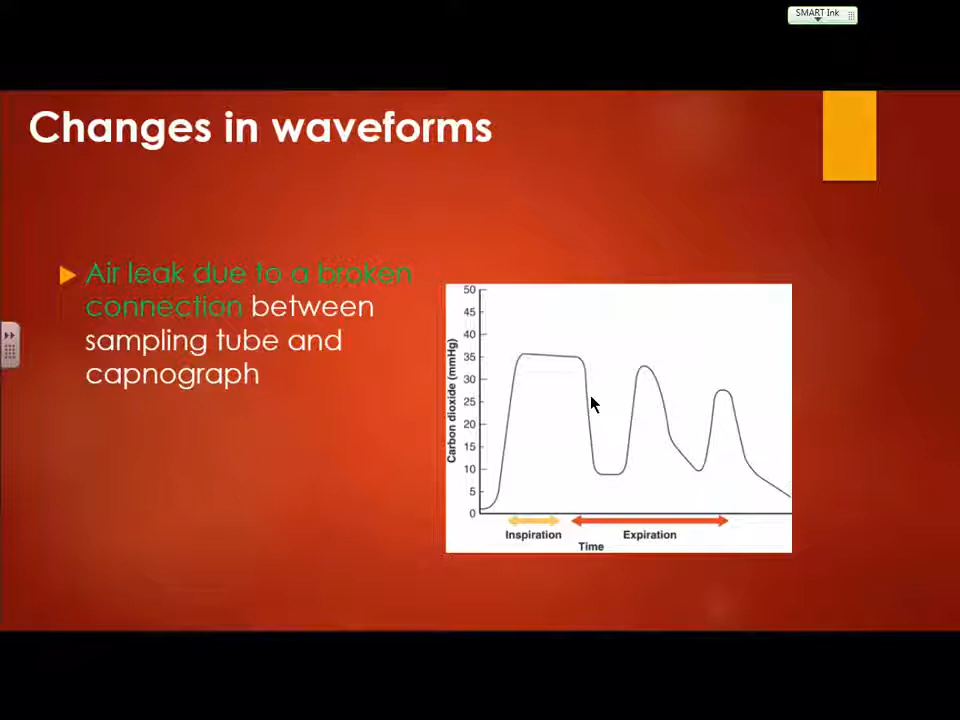 SMART Ink
Changes in waveforms
Air leak due to a broken
connection between
sampling tube and
capnograph
Carbon dioxide (mmHg)
50
45
40
35
30
25
20
15
10
5
0
Inspiration
Expiration
Time